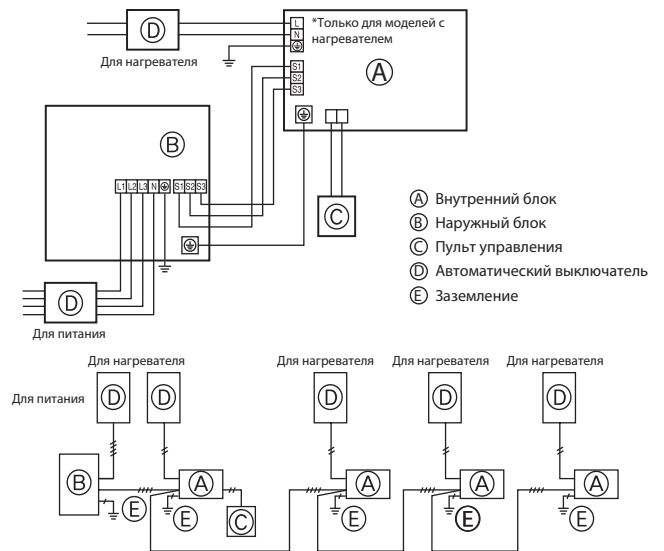 D
Для нагревателя
L
N
*Только для моделей с
нагревателем
A
S1
S2
S3
B
L1 L2 L3 N S1 S2 S3
C
D
Для питания
A Внутренний блок
B Наружный блок
C Пульт управления
D Автоматический выключатель
E Заземление
Для нагревателя Для нагревателя Для нагревателя Для нагревателя
Для питания
D D D D D
B A A A A
E E C E E E